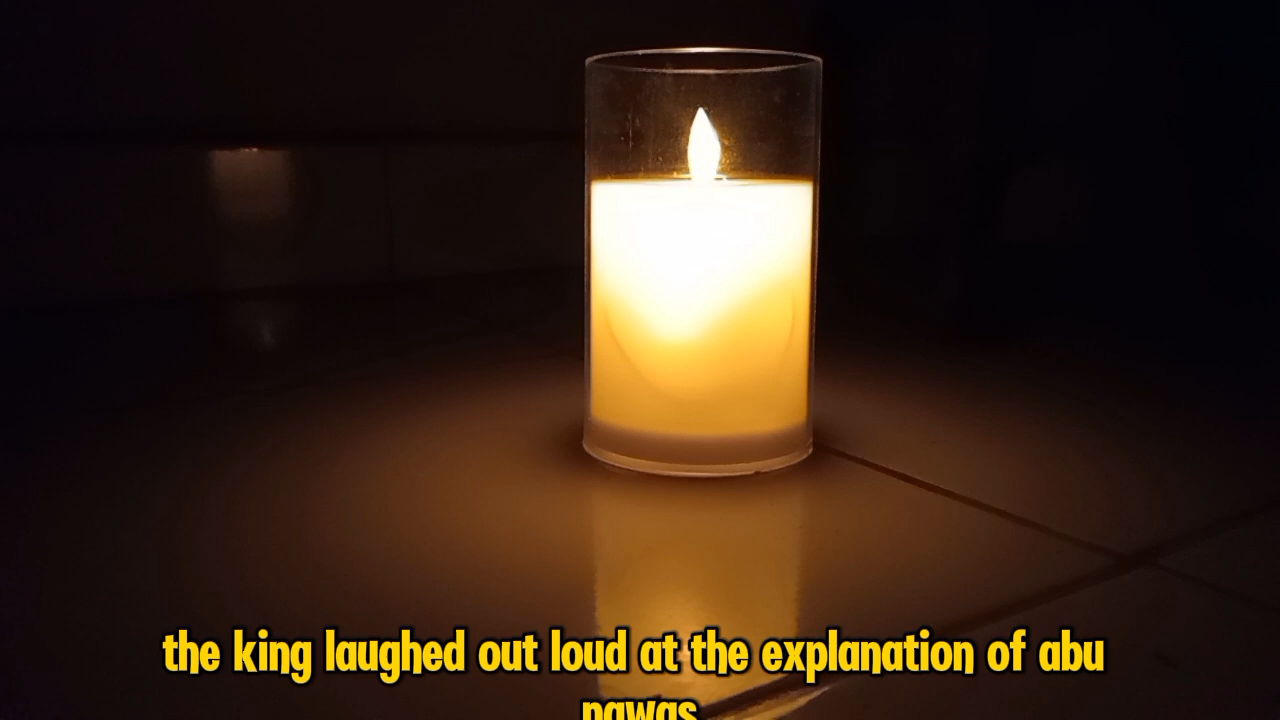 the king laughed out loud at the explanation of abu
nawas